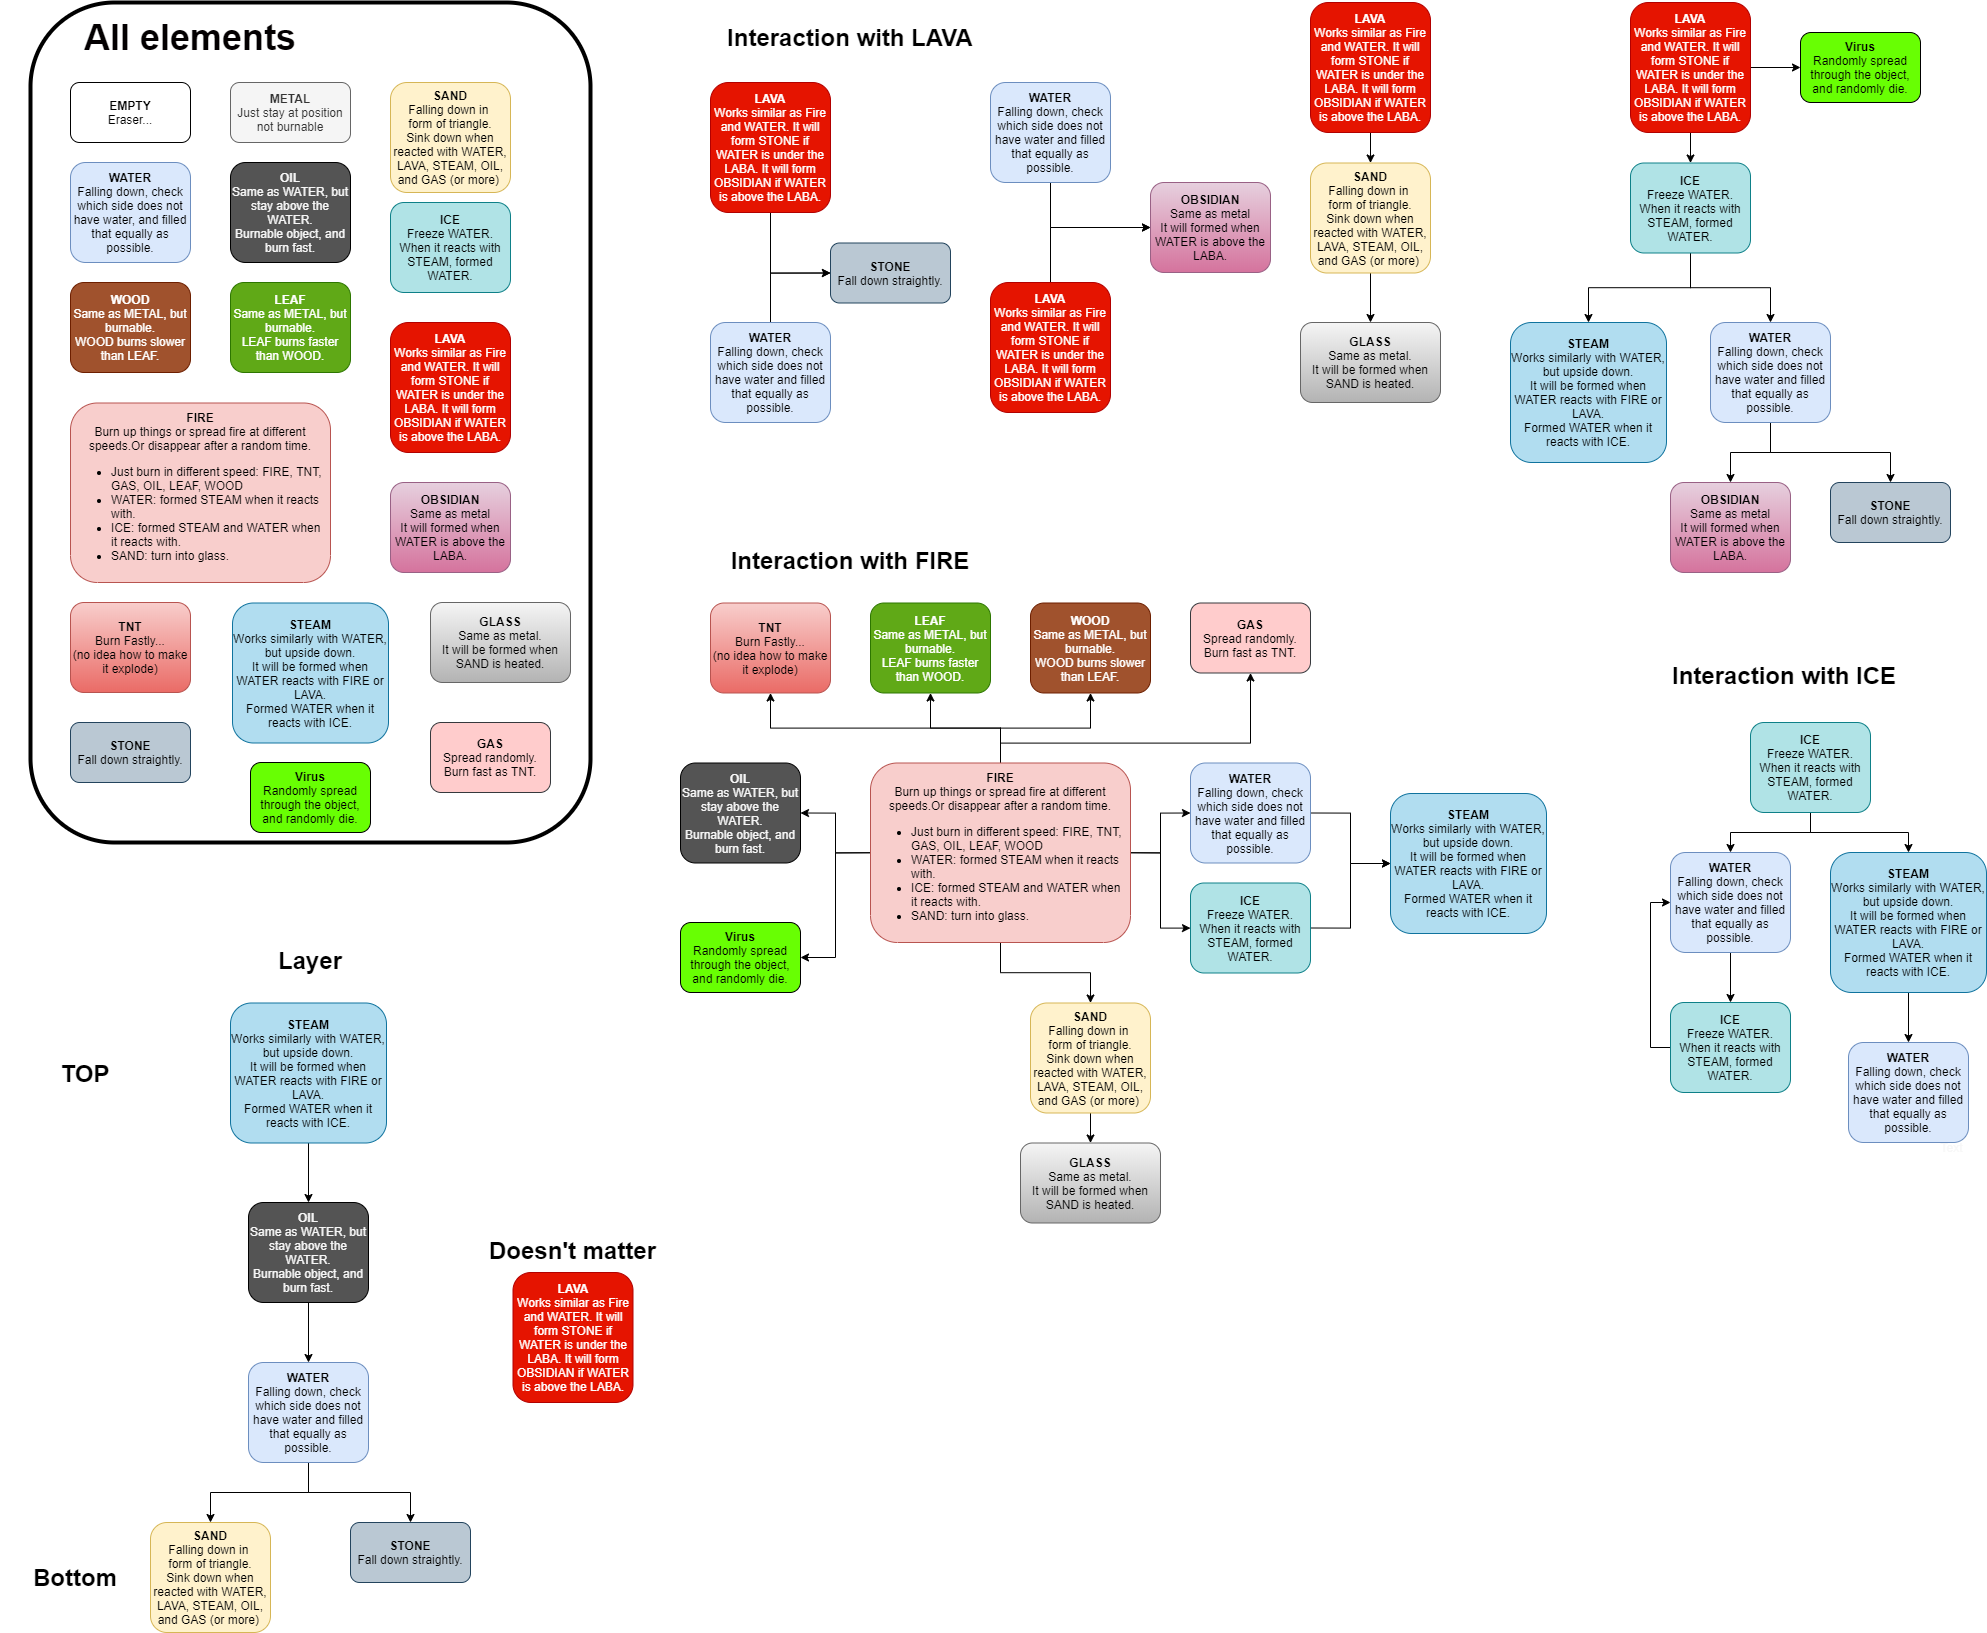 All elements
EMPTY
Eraser...
METAL
Just stay at position
not burnable
SAND
Falling down in
form of triangle.
Sink down when
reacted with WATER,
LAVA, STEAM, OIL,
and GAS (or more)
WATER
Falling down, check
which side does not
have water, and filled
that equally as
possible.
OIL
Same as WATER, but
stay above the
WATER.
Burnable object, and
burn fast.
ICE
Freeze WATER.
When it reacts with
STEAM, formed
WATER.
WOOD
Same as METAL, but
burnable.
WOOD burns slower
than LEAF.
LEAF
Same as METAL, but
burnable.
LEAF burns faster
than WOOD.
LAVA
Works similar as Fire
and WATER. It will
form STONE if
WATER is under the
LABA. It will form
OBSIDIAN if WATER
is above the LABA.
FIRE
Burn up things or spread fire at different
speeds.Or disappear after a random time.
• Just burn in different speed: FIRE, TNT,
GAS, OIL, LEAF, WOOD
• WATER: formed STEAM when it reacts
with.
• ICE: formed STEAM and WATER when
it reacts with.
• SAND: turn into glass.
OBSIDIAN
Same as metal
It will formed when
WATER is above the
LABA.
TNT
Burn Fastly...
(no idea how to make
it explode)
STEAM
Works similarly with WATER,
but upside down.
It will be formed when
WATER reacts with FIRE or
LAVA.
Formed WATER when it
reacts with ICE.
GLASS
Same as metal.
It will be formed when
SAND is heated.
STONE
Fall down straightly.
GAS
Spread randomly.
Burn fast as TNT.
Virus
Randomly spread
through the object,
and randomly die.
Interaction with LAVA
LAVA
Works similar as Fire
and WATER. It will
form STONE if
WATER is under the
LABA. It will form
OBSIDIAN if WATER
is above the LABA.
STONE
Fall down straightly.
WATER
Falling down, check
which side does not
have water and filled
that equally as
possible.
WATER
Falling down, check
which side does not
have water and filled
that equally as
possible.
OBSIDIAN
Same as metal
It will formed when
WATER is above the
LABA.
LAVA
Works similar as Fire
and WATER. It will
form STONE if
WATER is under the
LABA. It will form
OBSIDIAN if WATER
is above the LABA.
LAVA
Works similar as Fire
and WATER. It will
form STONE if
WATER is under the
LABA. It will form
OBSIDIAN if WATER
is above the LABA.
SAND
Falling down in
form of triangle.
Sink down when
reacted with WATER,
LAVA, STEAM, OIL,
and GAS (or more)
GLASS
Same as metal.
It will be formed when
SAND is heated.
LAVA
Works similar as Fire
and WATER. It will
form STONE if
WATER is under the
LABA. It will form
OBSIDIAN if WATER
is above the LABA.
Virus
Randomly spread
through the object,
and randomly die.
ICE
Freeze WATER.
When it reacts with
STEAM, formed
WATER.
STEAM
Works similarly with WATER,
but upside down.
It will be formed when
WATER reacts with FIRE or
LAVA.
Formed WATER when it
reacts with ICE.
WATER
Falling down, check
which side does not
have water and filled
that equally as
possible.
OBSIDIAN
Same as metal
It will formed when
WATER is above the
LABA.
STONE
Fall down straightly.
Interaction with FIRE
TNT
Burn Fastly...
(no idea how to make
it explode)
LEAF
Same as METAL, but
burnable.
LEAF burns faster
than WOOD.
WOOD
Same as METAL, but
burnable.
WOOD burns slower
than LEAF.
GAS
Spread randomly.
Burn fast as TNT.
OIL
Same as WATER, but
stay above the
WATER.
Burnable object, and
burn fast.
Virus
Randomly spread
through the object,
and randomly die.
FIRE
Burn up things or spread fire at different
speeds.Or disappear after a random time.
• Just burn in different speed: FIRE, TNT,
GAS, OIL, LEAF, WOOD
• WATER: formed STEAM when it reacts
with.
• ICE: formed STEAM and WATER when
it reacts with.
• SAND: turn into glass.
WATER
Falling down, check
which side does not
have water and filled
that equally as
possible.
ICE
Freeze WATER.
When it reacts with
STEAM, formed
WATER.
STEAM
Works similarly with WATER,
but upside down.
It will be formed when
WATER reacts with FIRE or
LAVA.
Formed WATER when it
reacts with ICE.
SAND
Falling down in
form of triangle.
Sink down when
reacted with WATER,
LAVA, STEAM, OIL,
and GAS (or more)
GLASS
Same as metal.
It will be formed when
SAND is heated.
Interaction with ICE
ICE
Freeze WATER.
When it reacts with
STEAM, formed
WATER.
WATER
Falling down, check
which side does not
have water and filled
that equally as
possible.
ICE
Freeze WATER.
When it reacts with
STEAM, formed
WATER.
STEAM
Works similarly with WATER,
but upside down.
It will be formed when
WATER reacts with FIRE or
LAVA.
Formed WATER when it
reacts with ICE.
WATER
Falling down, check
which side does not
have water and filled
that equally as
possible.
Layer
TOP
STEAM
Works similarly with WATER,
but upside down.
It will be formed when
WATER reacts with FIRE or
LAVA.
Formed WATER when it
reacts with ICE.
OIL
Same as WATER, but
stay above the
WATER.
Burnable object, and
burn fast.
WATER
Falling down, check
which side does not
have water and filled
that equally as
possible.
Bottom
SAND
Falling down in
form of triangle.
Sink down when
reacted with WATER,
LAVA, STEAM, OIL,
and GAS (or more)
STONE
Fall down straightly.
Doesn't matter
LAVA
Works similar as Fire
and WATER. It will
form STONE if
WATER is under the
LABA. It will form
OBSIDIAN if WATER
is above the LABA.